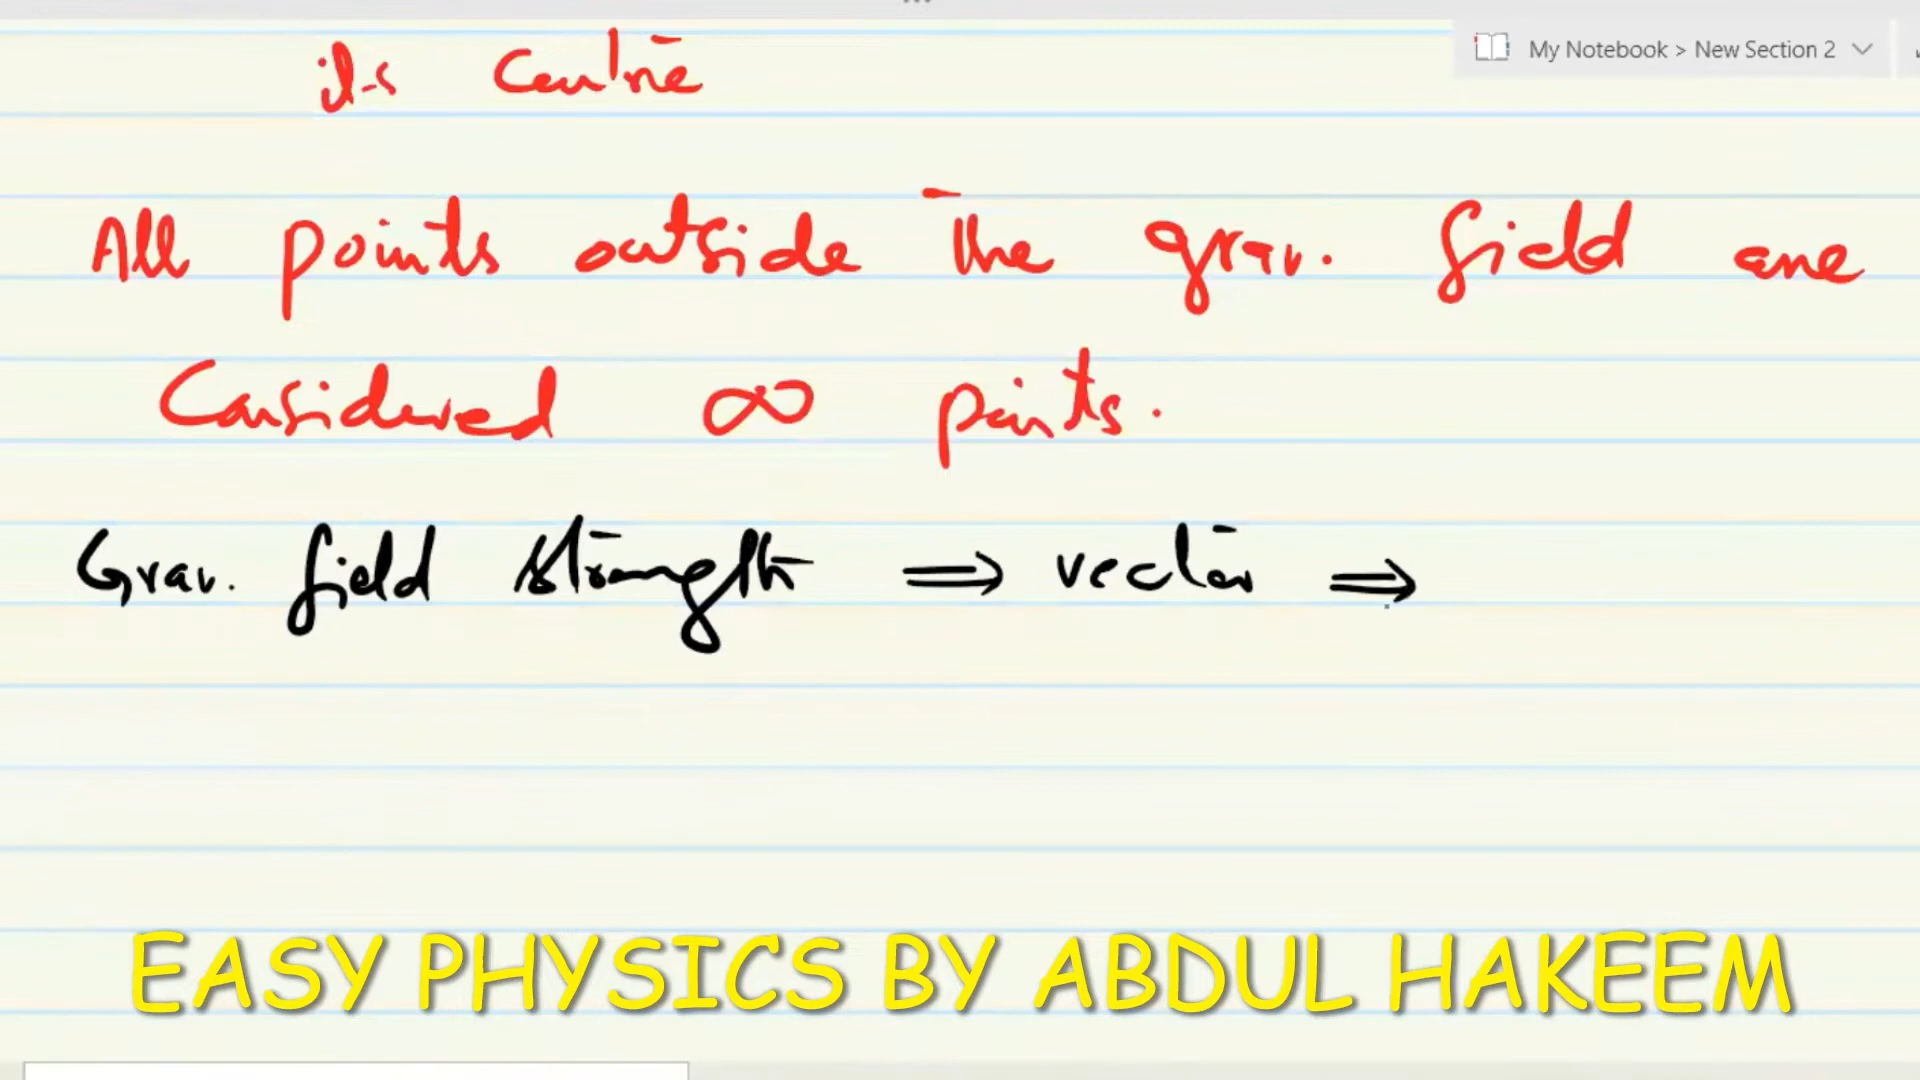 its Centre
My Notebook > New Section 2
All points outside the grav. field are
Considered ∞ points.
Grav. field strength ⇒ vector ⇒
EASY PHYSICS BY ABDUL HAKEEM